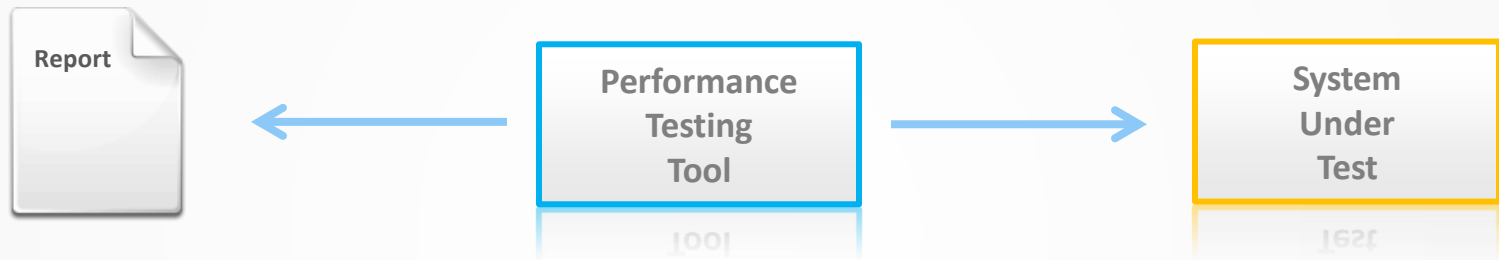 Report
Performance
Testing
Tool
System
Under
Test